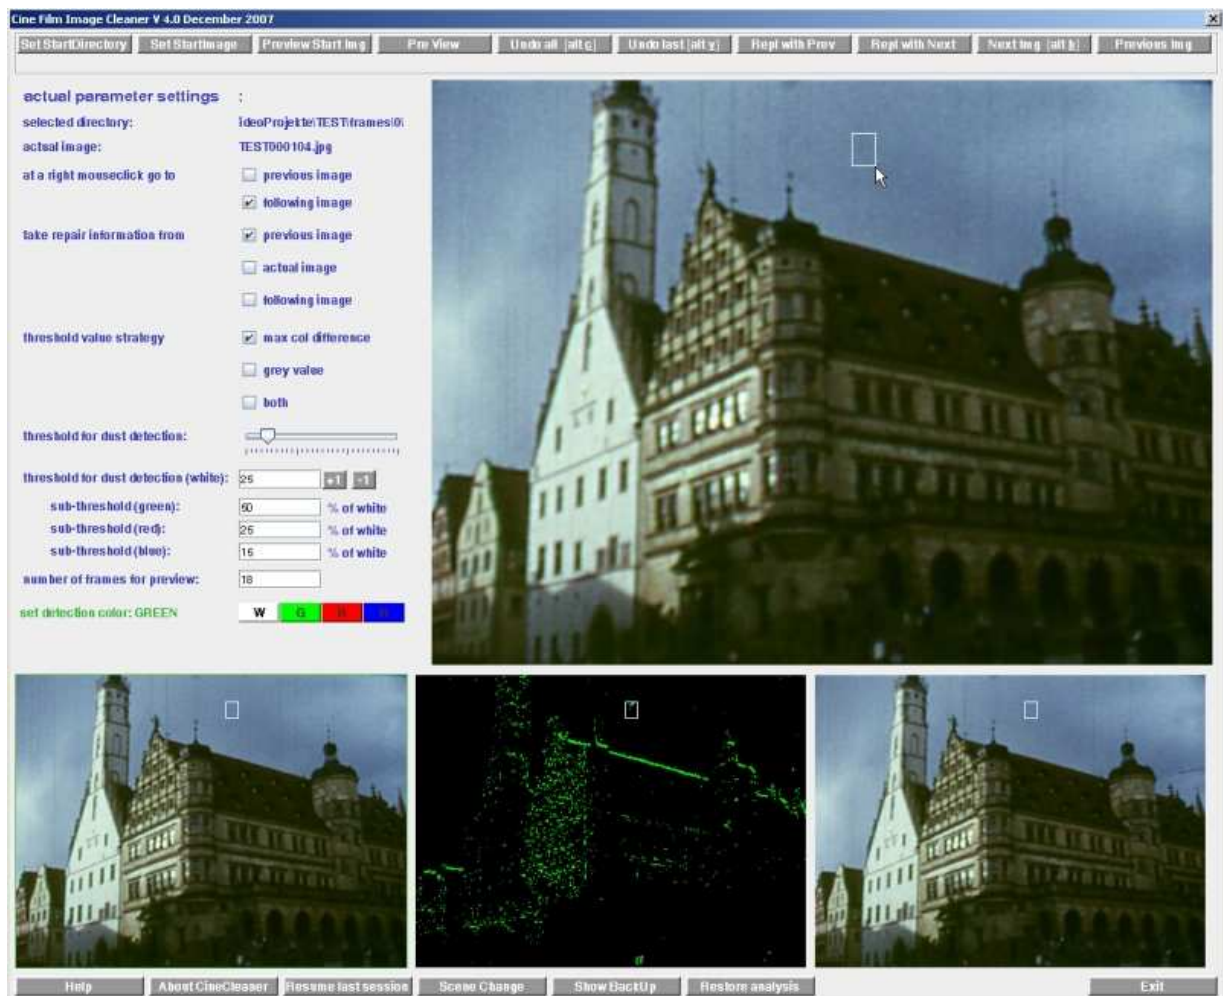 Cine Film Image Cleaner V 4.0 December 2007
Set StartDirectory Set StartImage Preview Start Img Pre View Undo all [alt c] Undo last [alt y] Repl with Prev Repl with Next Next Img [alt b] Previous Img
actual parameter settings :
selected directory: ideoProjekte\TEST\frames\0\
actual image: TEST000104.jpg
at a right mouseclick go to previous image
following image
take repair information from previous image
actual image
following image
threshold value strategy max col difference
grey value
both
threshold for dust detection:
threshold for dust detection (white): 25 +1 -1
sub-threshold (green): 50 % of white
sub-threshold (red): 25 % of white
sub-threshold (blue): 15 % of white
number of frames for preview: 18
set detection color: GREEN W G R
Help About CineCleaner Resume last session Scene Change Show BackUp Restore analysis Exit